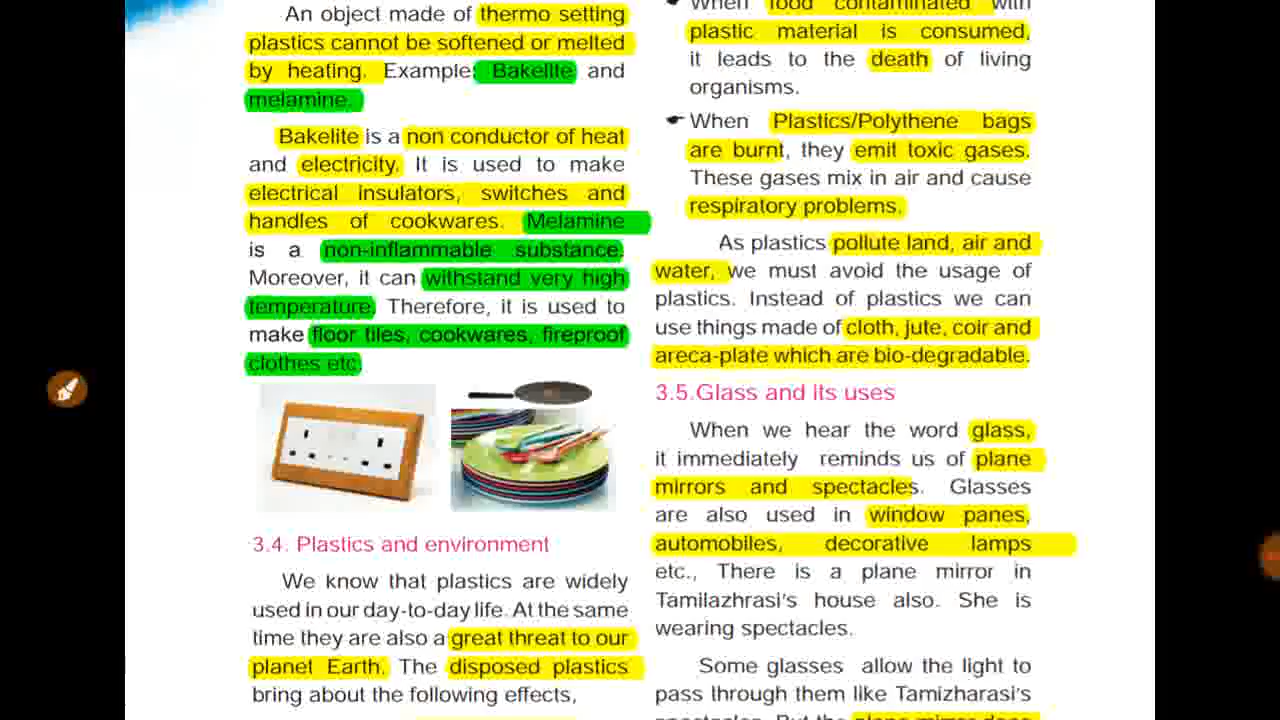 An object made of thermo setting
plastics cannot be softened or melted
by heating. Example: Bakelite and
melamine.
Bakelite is a non conductor of heat
and electricity. It is used to make
electrical insulators, switches and
handles of cookwares. Melamine
is a non-inflammable substance.
Moreover, it can withstand very high
temperature. Therefore, it is used to
make floor tiles, cookwares, fireproof
clothes etc.
3.4. Plastics and environment
We know that plastics are widely
used in our day-to-day life. At the same
time they are also a great threat to our
planet Earth. The disposed plastics
bring about the following effects,
When food contaminated with
plastic material is consumed,
it leads to the death of living
organisms.
When Plastics/Polythene bags
are burnt, they emit toxic gases.
These gases mix in air and cause
respiratory problems.
As plastics pollute land, air and
water, we must avoid the usage of
plastics. Instead of plastics we can
use things made of cloth, jute, coir and
areca-plate which are bio-degradable.
3.5.Glass and its uses
When we hear the word glass,
it immediately reminds us of plane
mirrors and spectacles. Glasses
are also used in window panes,
automobiles, decorative lamps
etc., There is a plane mirror in
Tamilazhrasi's house also. She is
wearing spectacles.
Some glasses allow the light to
pass through them like Tamizharasi's
spectacles. But the plane mirror does